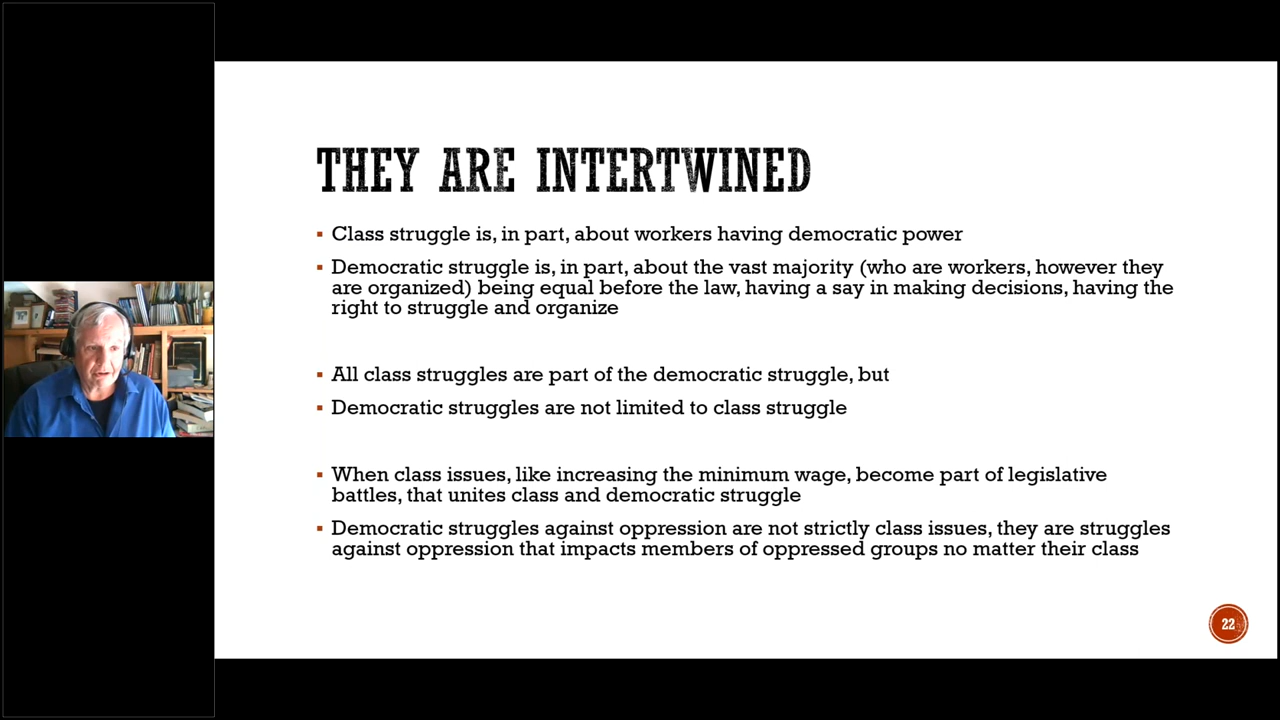 THEY ARE INTERTWINED
▪ Class struggle is, in part, about workers having democratic power
▪ Democratic struggle is, in part, about the vast majority (who are workers, however they
are organized) being equal before the law, having a say in making decisions, having the
right to struggle and organize
▪ All class struggles are part of the democratic struggle, but
▪ Democratic struggles are not limited to class struggle
▪ When class issues, like increasing the minimum wage, become part of legislative
battles, that unites class and democratic struggle
▪ Democratic struggles against oppression are not strictly class issues, they are struggles
against oppression that impacts members of oppressed groups no matter their class
22